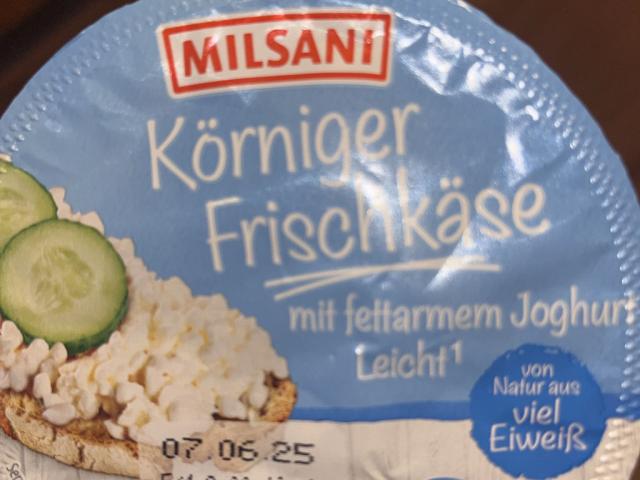 MILSANI
Körniger
Frischkäse
mit fettarmem Joghurt
Leicht¹
von
Natur aus
viel
Eiweiß
07.06.25